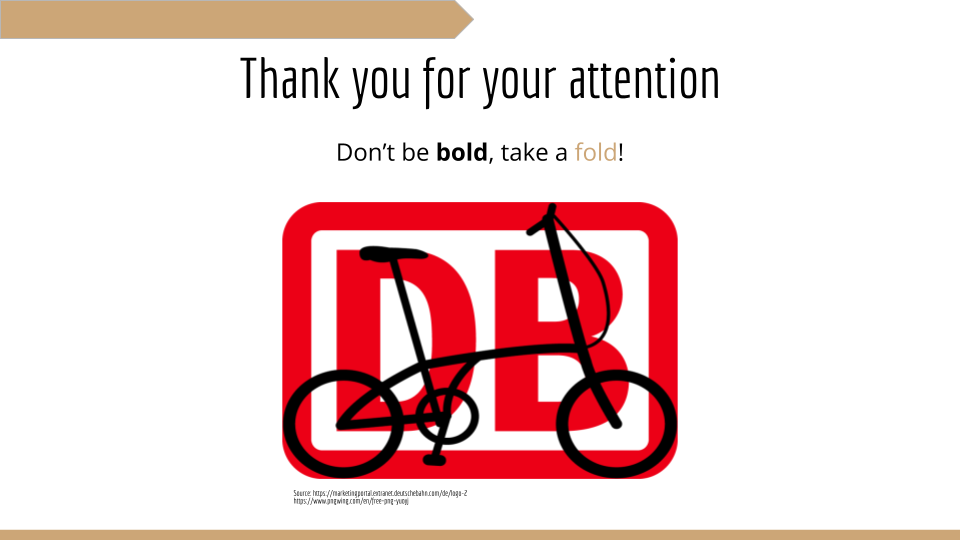 Thank you for your attention
Don’t be bold, take a fold!
DB
Source: https://marketingportal.extranet.deutschebahn.com/de/logo-2
https://www.pngwing.com/en/free-png-yuoyj